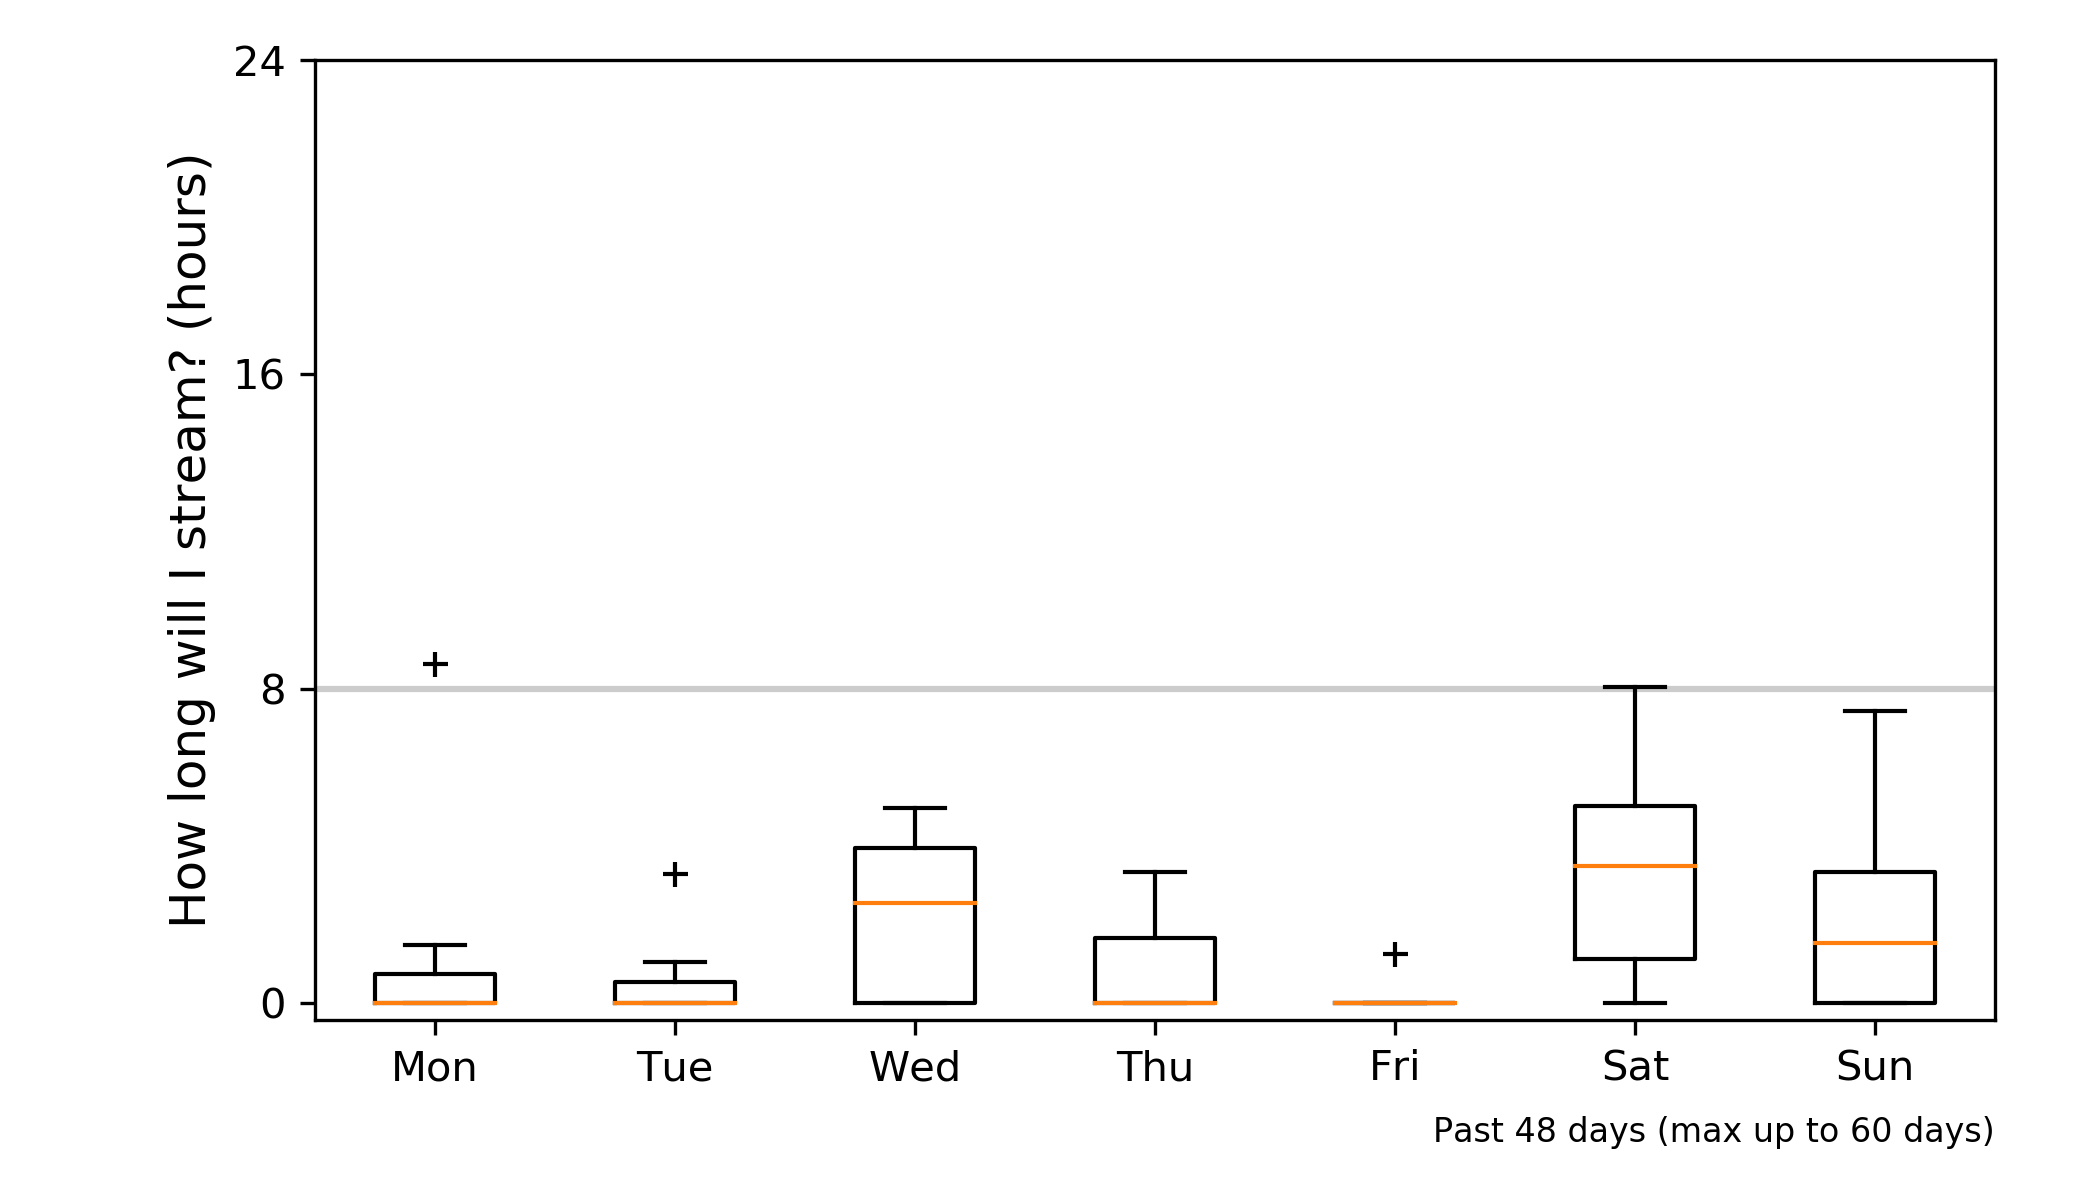 How long will I stream? (hours)
24
16
8
0
Mon Tue Wed Thu Fri Sat Sun
Past 48 days (max up to 60 days)